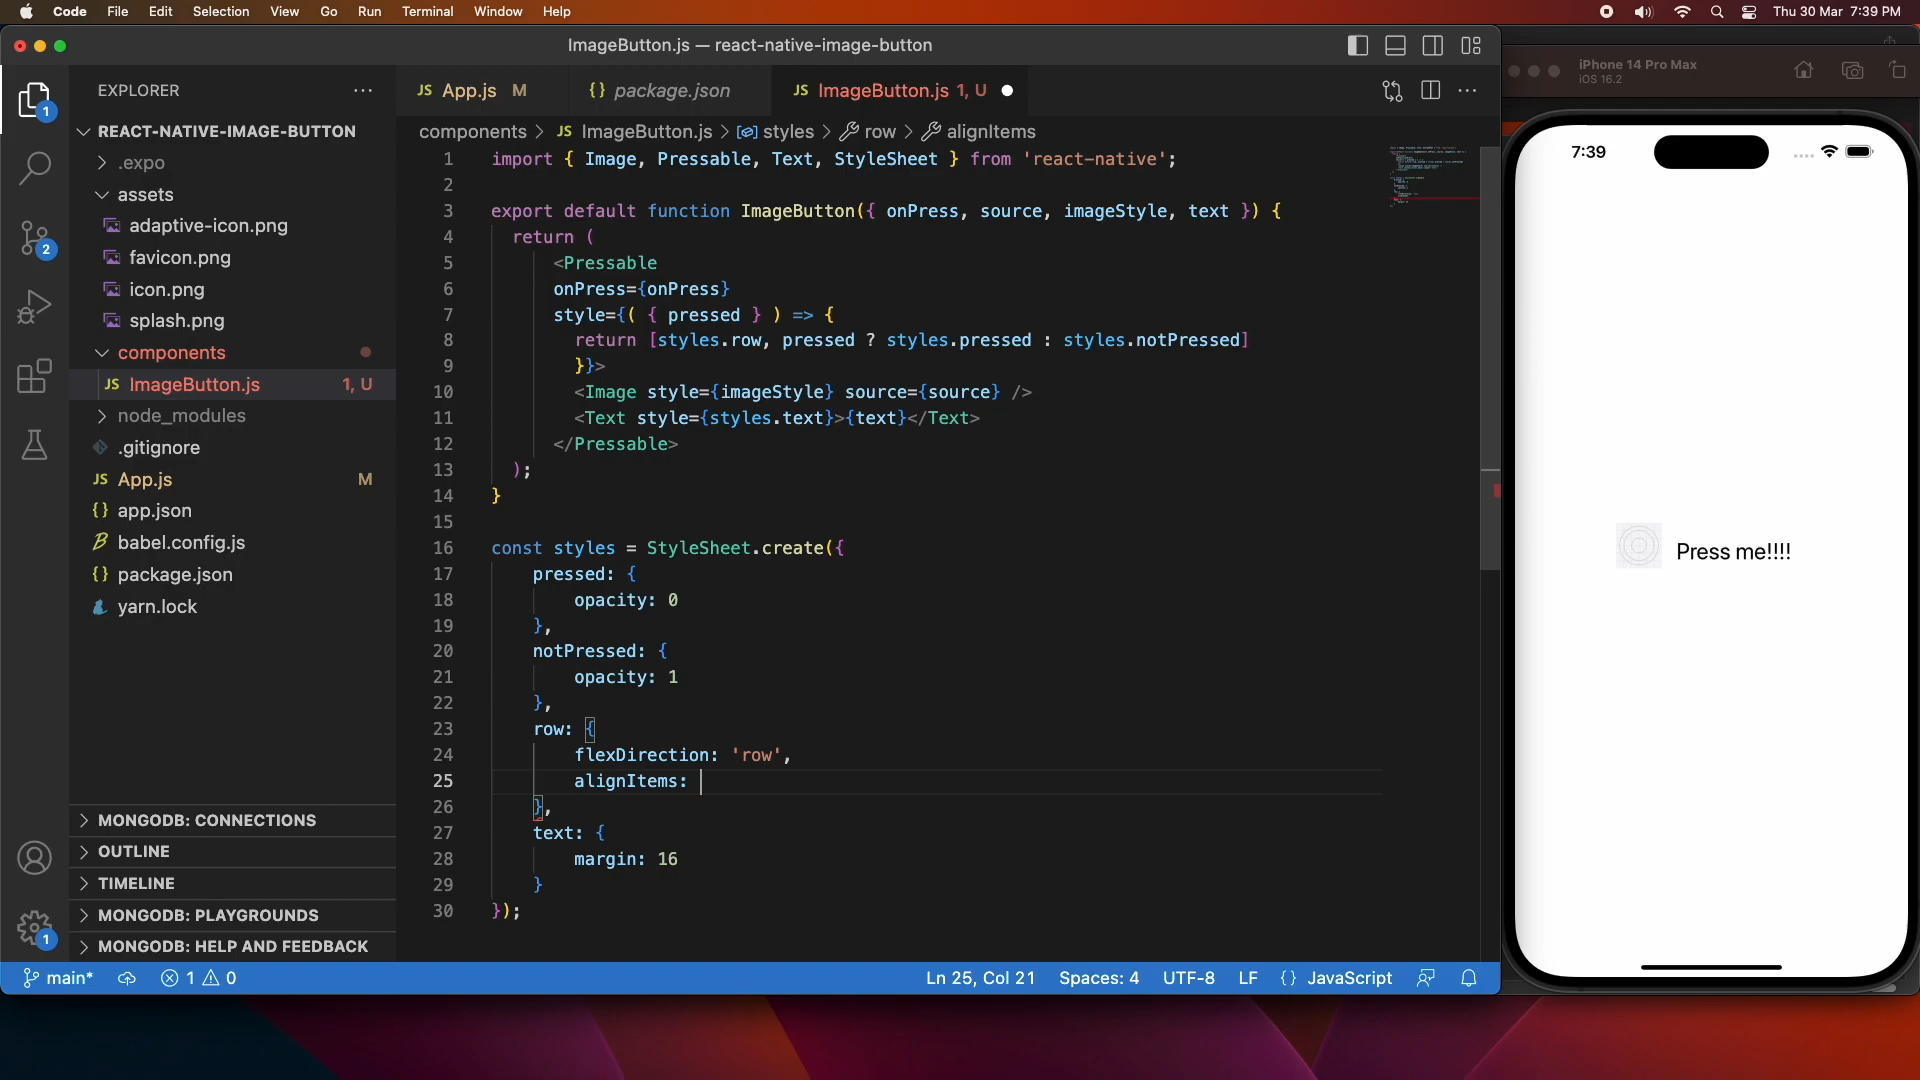 Code File Edit Selection View Go Run Terminal Window Help Thu 30 Mar 7:39 PM
ImageButton.js — react-native-image-button
EXPLORER
REACT-NATIVE-IMAGE-BUTTON
.expo
assets
adaptive-icon.png
favicon.png
icon.png
splash.png
components
JS ImageButton.js 1, U
node_modules
.gitignore
JS App.js M
{} app.json
babel.config.js
{} package.json
yarn.lock
MONGODB: CONNECTIONS
OUTLINE
TIMELINE
MONGODB: PLAYGROUNDS
MONGODB: HELP AND FEEDBACK
1
2
1
JS App.js M {} package.json JS ImageButton.js 1, U
components > JS ImageButton.js > styles > row > alignItems
1 import { Image, Pressable, Text, StyleSheet } from 'react-native';
2
3 export default function ImageButton({ onPress, source, imageStyle, text }) {
4 return (
5 <Pressable
6 onPress={onPress}
7 style={( { pressed } ) => {
8 return [styles.row, pressed ? styles.pressed : styles.notPressed]
9 }}>
10 <Image style={imageStyle} source={source} />
11 <Text style={styles.text}>{text}</Text>
12 </Pressable>
13 );
14 }
15
16 const styles = StyleSheet.create({
17 pressed: {
18 opacity: 0
19 },
20 notPressed: {
21 opacity: 1
22 },
23 row: {
24 flexDirection: 'row',
25 alignItems:
26 },
27 text: {
28 margin: 16
29 }
30 });
main* 1 0 Ln 25, Col 21 Spaces: 4 UTF-8 LF {} JavaScript
iPhone 14 Pro Max
iOS 16.2
7:39
Press me!!!!